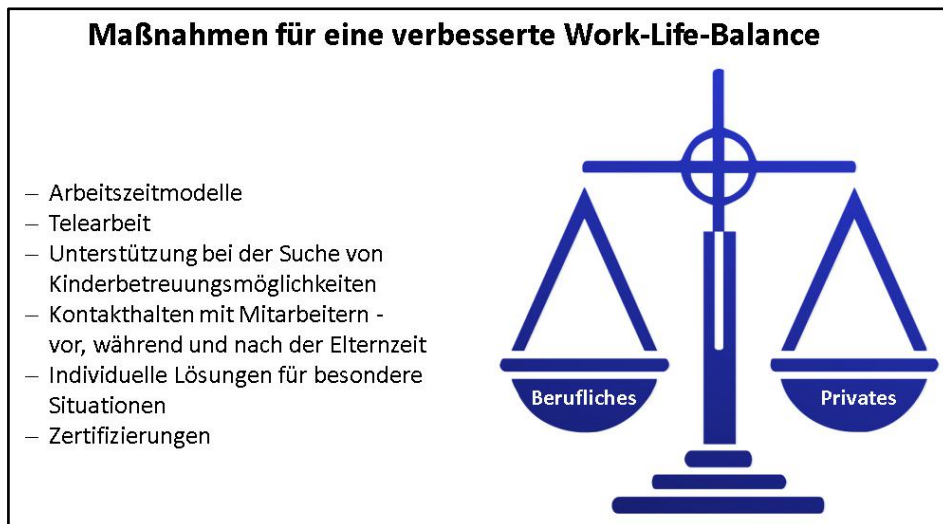 Maßnahmen für eine verbesserte Work-Life-Balance
– Arbeitszeitmodelle
– Telearbeit
– Unterstützung bei der Suche von
Kinderbetreuungsmöglichkeiten
– Kontakthalten mit Mitarbeitern -
vor, während und nach der Elternzeit
– Individuelle Lösungen für besondere
Situationen
– Zertifizierungen
Berufliches
Privates